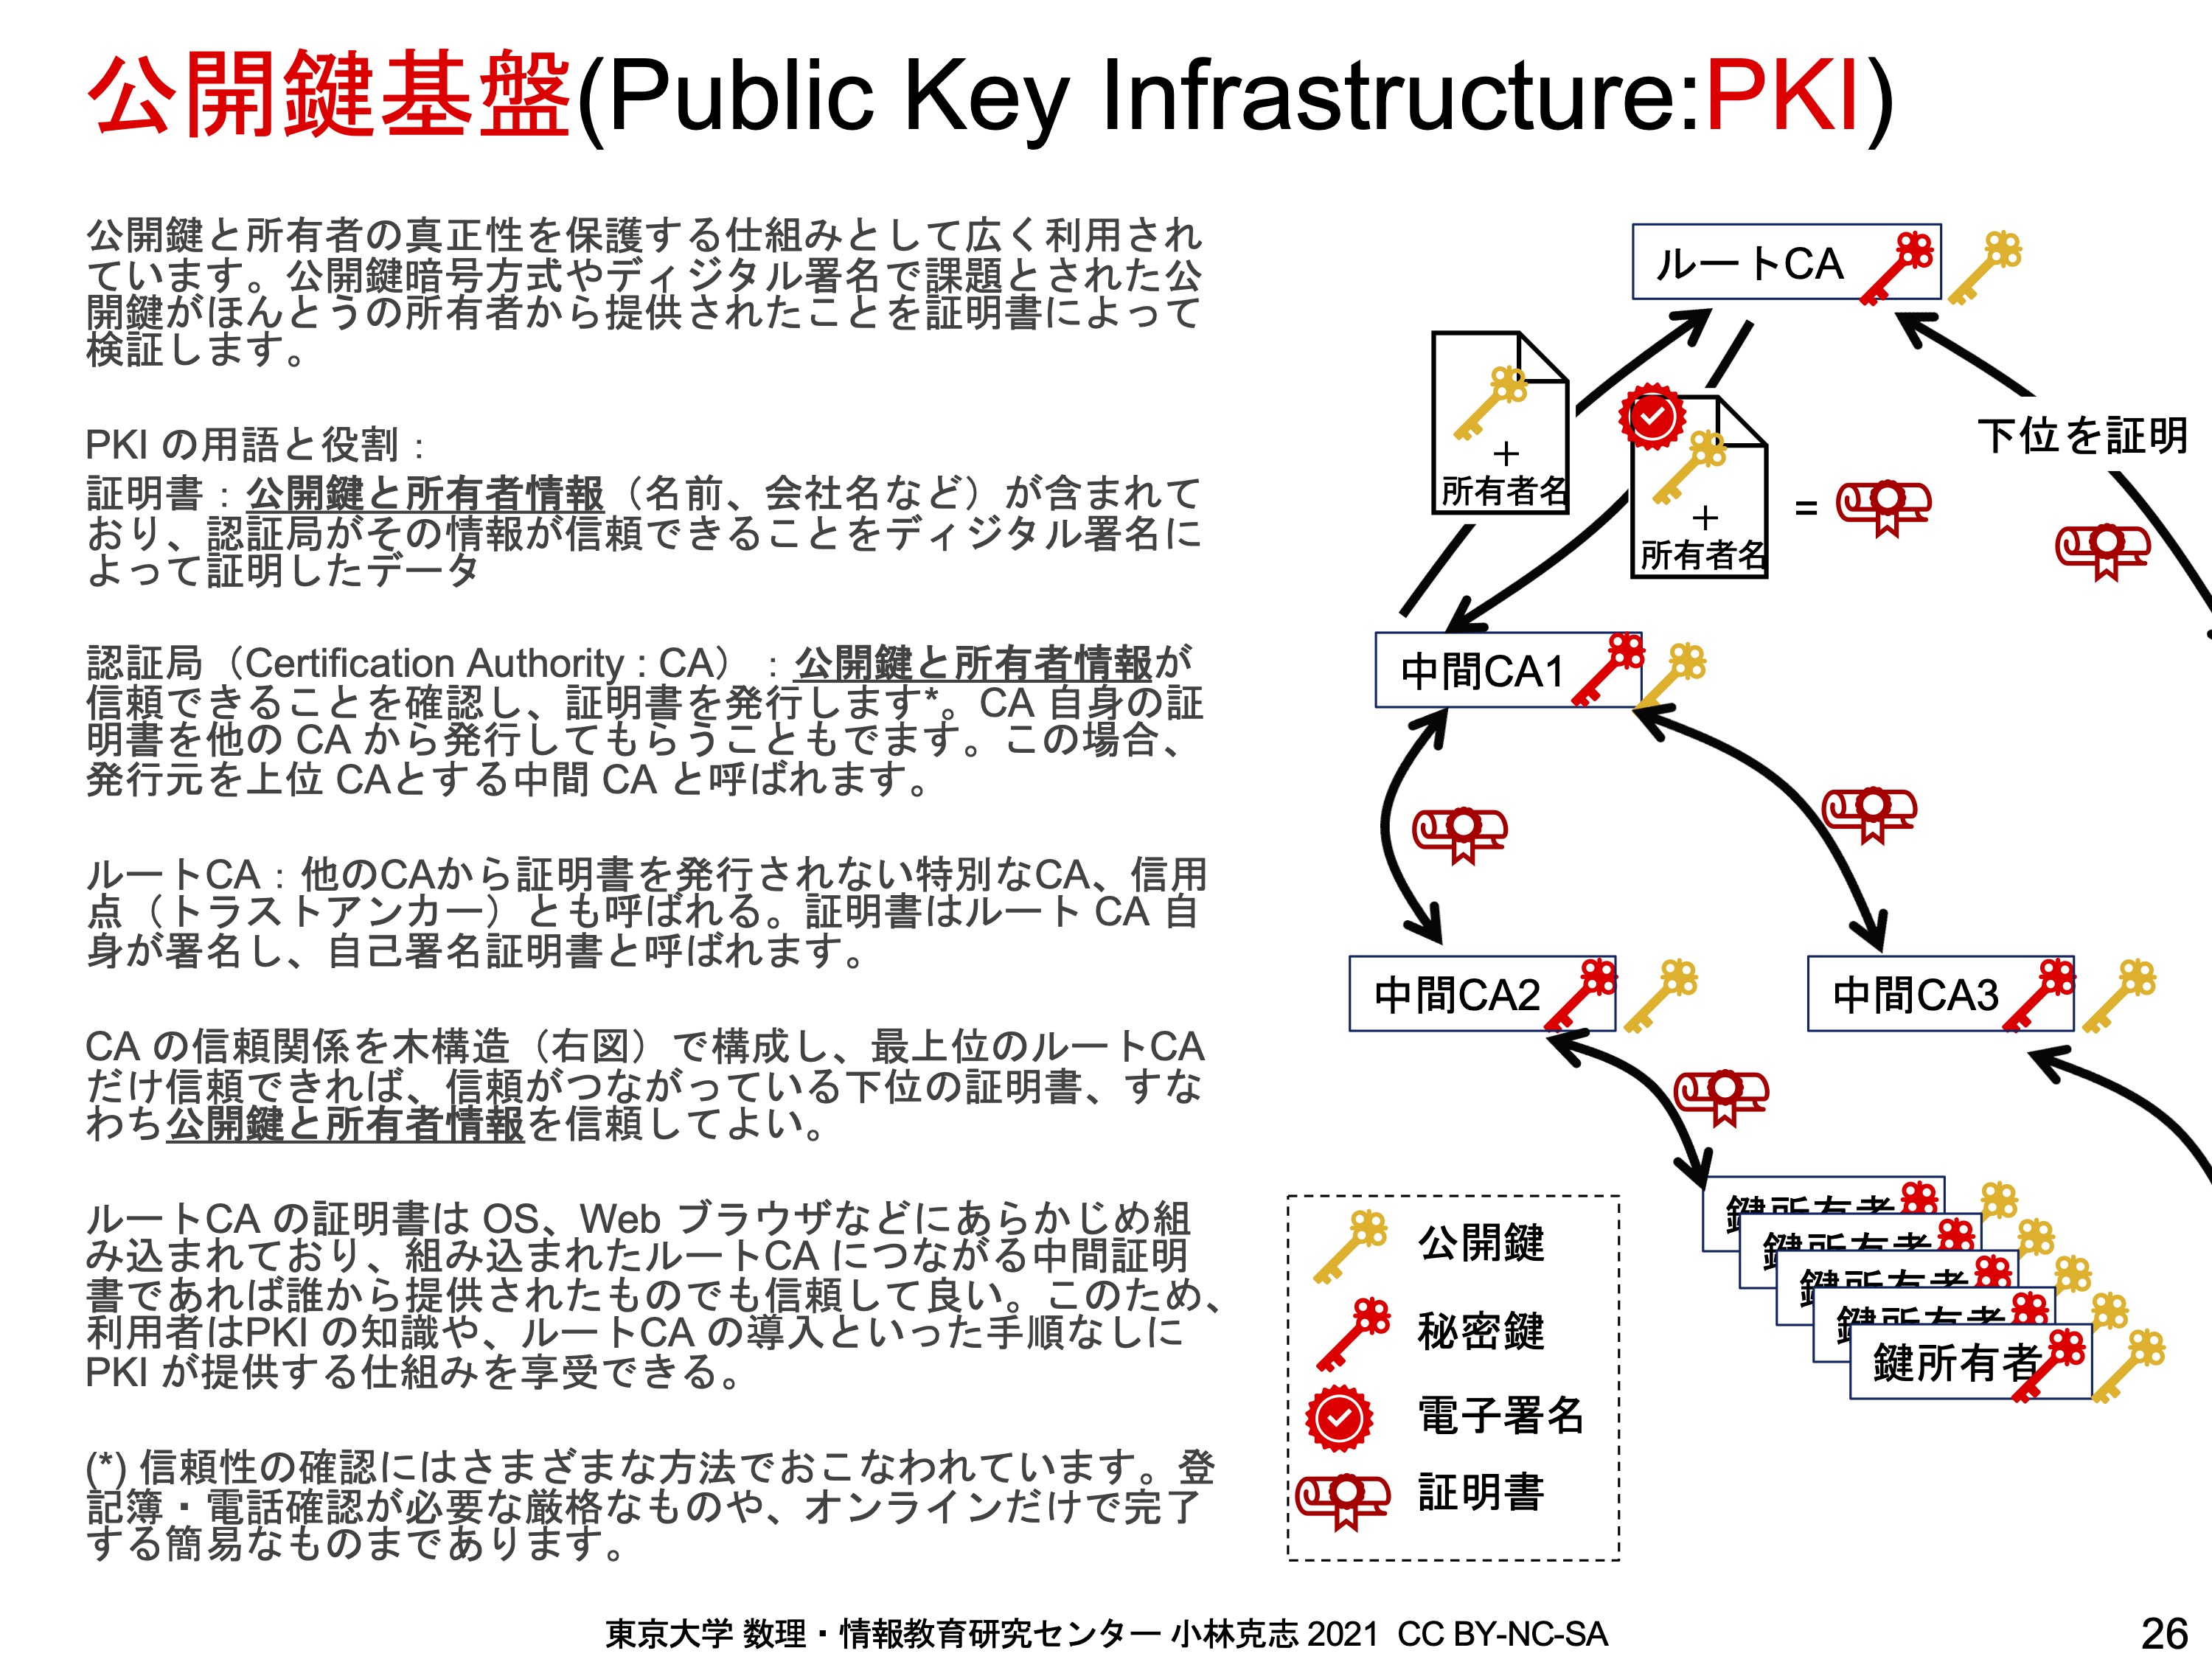 公開鍵基盤(Public Key Infrastructure:PKI)
公開鍵と所有者の真正性を保護する仕組みとして広く利用され
ています。公開鍵暗号方式やディジタル署名で課題とされた公
開鍵がほんとうの所有者から提供されたことを証明書によって
検証します。
PKI の用語と役割：
証明書：公開鍵と所有者情報（名前、会社名など）が含まれて
おり、認証局がその情報が信頼できることをディジタル署名に
よって証明したデータ
認証局（Certification Authority : CA）：公開鍵と所有者情報が
信頼できることを確認し、証明書を発行します*。CA 自身の証
明書を他の CA から発行してもらうこともでます。この場合、
発行元を上位 CAとする中間 CA と呼ばれます。
ルートCA：他のCAから証明書を発行されない特別なCA、信用
点（トラストアンカー）とも呼ばれる。証明書はルート CA 自
身が署名し、自己署名証明書と呼ばれます。
CA の信頼関係を木構造（右図）で構成し、最上位のルートCA
だけ信頼できれば、信頼がつながっている下位の証明書、すな
わち公開鍵と所有者情報を信頼してよい。
ルートCA の証明書は OS、Web ブラウザなどにあらかじめ組
み込まれており、組み込まれたルートCA につながる中間証明
書であれば誰から提供されたものでも信頼して良い。このため、
利用者はPKI の知識や、ルートCA の導入といった手順なしに
PKI が提供する仕組みを享受できる。
(*) 信頼性の確認にはさまざまな方法でおこなわれています。登
記簿・電話確認が必要な厳格なものや、オンラインだけで完了
する簡易なものまであります。
ルートCA
＋
所有者名
＋
所有者名
=
下位を証明
中間CA1
中間CA2
中間CA3
鍵所有者
鍵所有者
鍵所有者
鍵所有者
鍵所有者
公開鍵
秘密鍵
電子署名
証明書
東京大学 数理・情報教育研究センター 小林克志 2021 CC BY-NC-SA
26